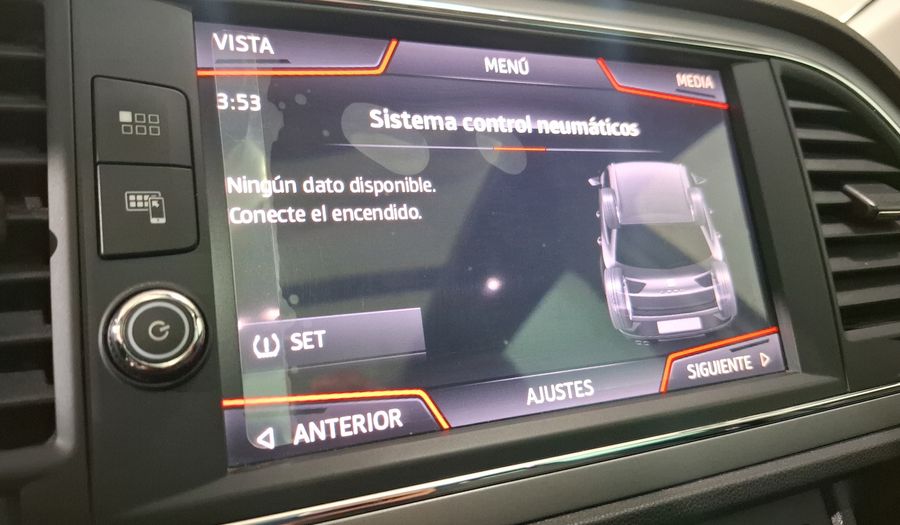 VISTA
MENÚ
MEDIA
3:53
Sistema control neumáticos
Ningún dato disponible.
Conecte el encendido.
SET
ANTERIOR
AJUSTES
SIGUIENTE